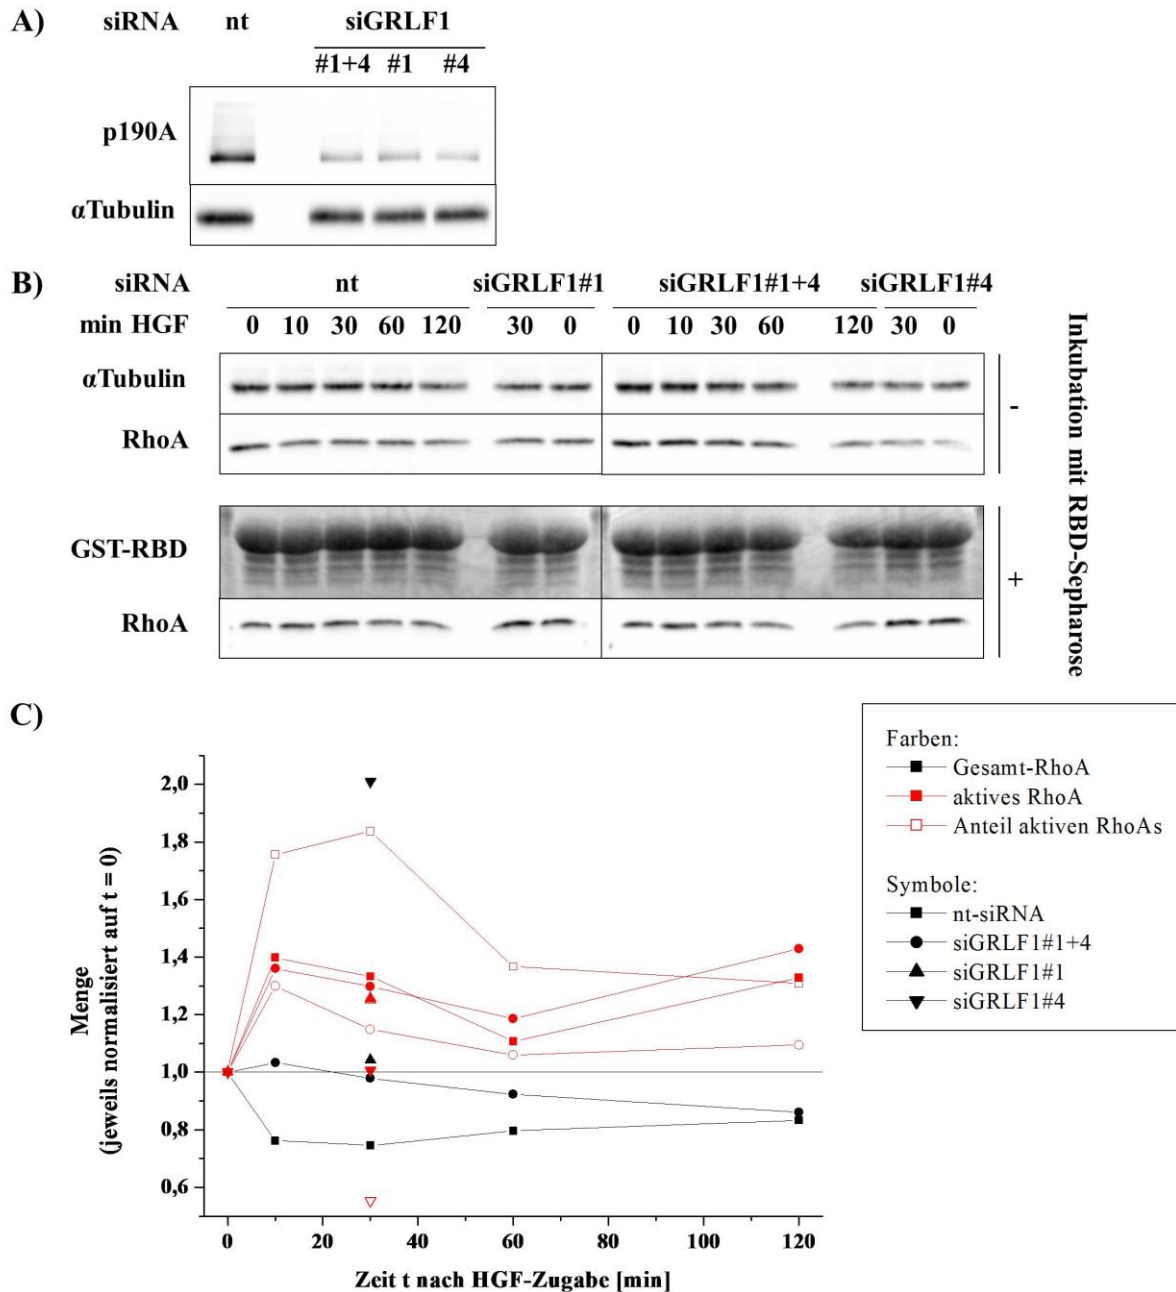 A) siRNA nt siGRLF1
#1+4 #1 #4
p190A
αTubulin
B) siRNA nt siGRLF1#1 siGRLF1#1+4 siGRLF1#4
min HGF 0 10 30 60 120 30 0 0 10 30 60 120 30 0
αTubulin
-
RhoA
GST-RBD
+
RhoA
Inkubation mit RBD-Sepharose
C)
Farben:
Gesamt-RhoA
aktives RhoA
Anteil aktiven RhoAs
Symbole:
nt-siRNA
siGRLF1#1+4
siGRLF1#1
siGRLF1#4
Menge
(jeweils normalisiert auf t = 0)
2,0
1,8
1,6
1,4
1,2
1,0
0,8
0,6
0 20 40 60 80 100 120
Zeit t nach HGF-Zugabe [min]